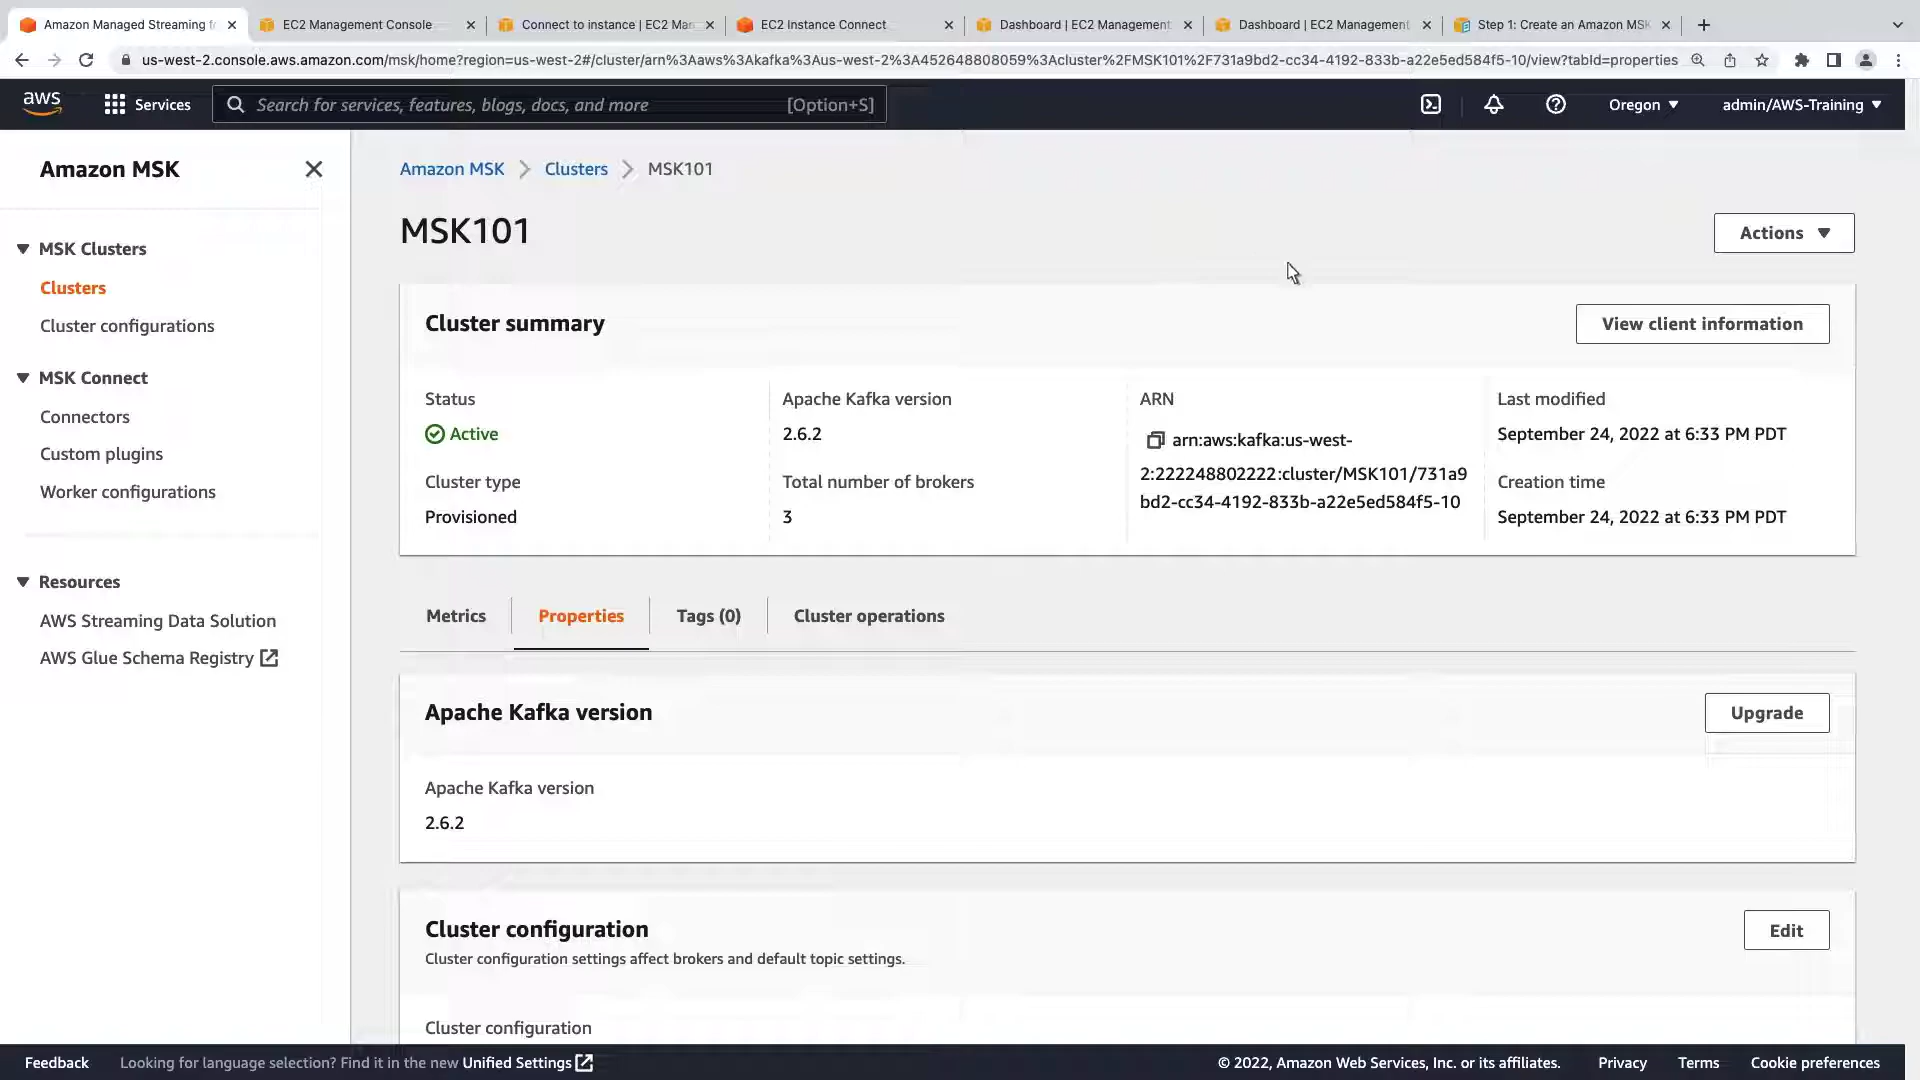 Amazon Managed Streaming fo
EC2 Management Console
Connect to instance | EC2 Man
EC2 Instance Connect
Dashboard | EC2 Management
Dashboard | EC2 Management
Step 1: Create an Amazon MSK
us-west-2.console.aws.amazon.com/msk/home?region=us-west-2#/cluster/arn%3Aaws%3Akafka%3Aus-west-2%3A452648808059%3Acluster%2FMSK101%2F731a9bd2-cc34-4192-833b-a22e5ed584f5-10/view?tabId=properties
aws
Services
Search for services, features, blogs, docs, and more
[Option+S]
Oregon
admin/AWS-Training
Amazon MSK
MSK Clusters
Clusters
Cluster configurations
MSK Connect
Connectors
Custom plugins
Worker configurations
Resources
AWS Streaming Data Solution
AWS Glue Schema Registry
Amazon MSK
Clusters
MSK101
MSK101
Actions
Cluster summary
View client information
Status
Active
Cluster type
Provisioned
Apache Kafka version
2.6.2
Total number of brokers
3
ARN
arn:aws:kafka:us-west-
2:222248802222:cluster/MSK101/731a9
bd2-cc34-4192-833b-a22e5ed584f5-10
Last modified
September 24, 2022 at 6:33 PM PDT
Creation time
September 24, 2022 at 6:33 PM PDT
Metrics
Properties
Tags (0)
Cluster operations
Apache Kafka version
Upgrade
Apache Kafka version
2.6.2
Cluster configuration
Edit
Cluster configuration settings affect brokers and default topic settings.
Cluster configuration
Feedback
Looking for language selection? Find it in the new Unified Settings
© 2022, Amazon Web Services, Inc. or its affiliates.
Privacy
Terms
Cookie preferences